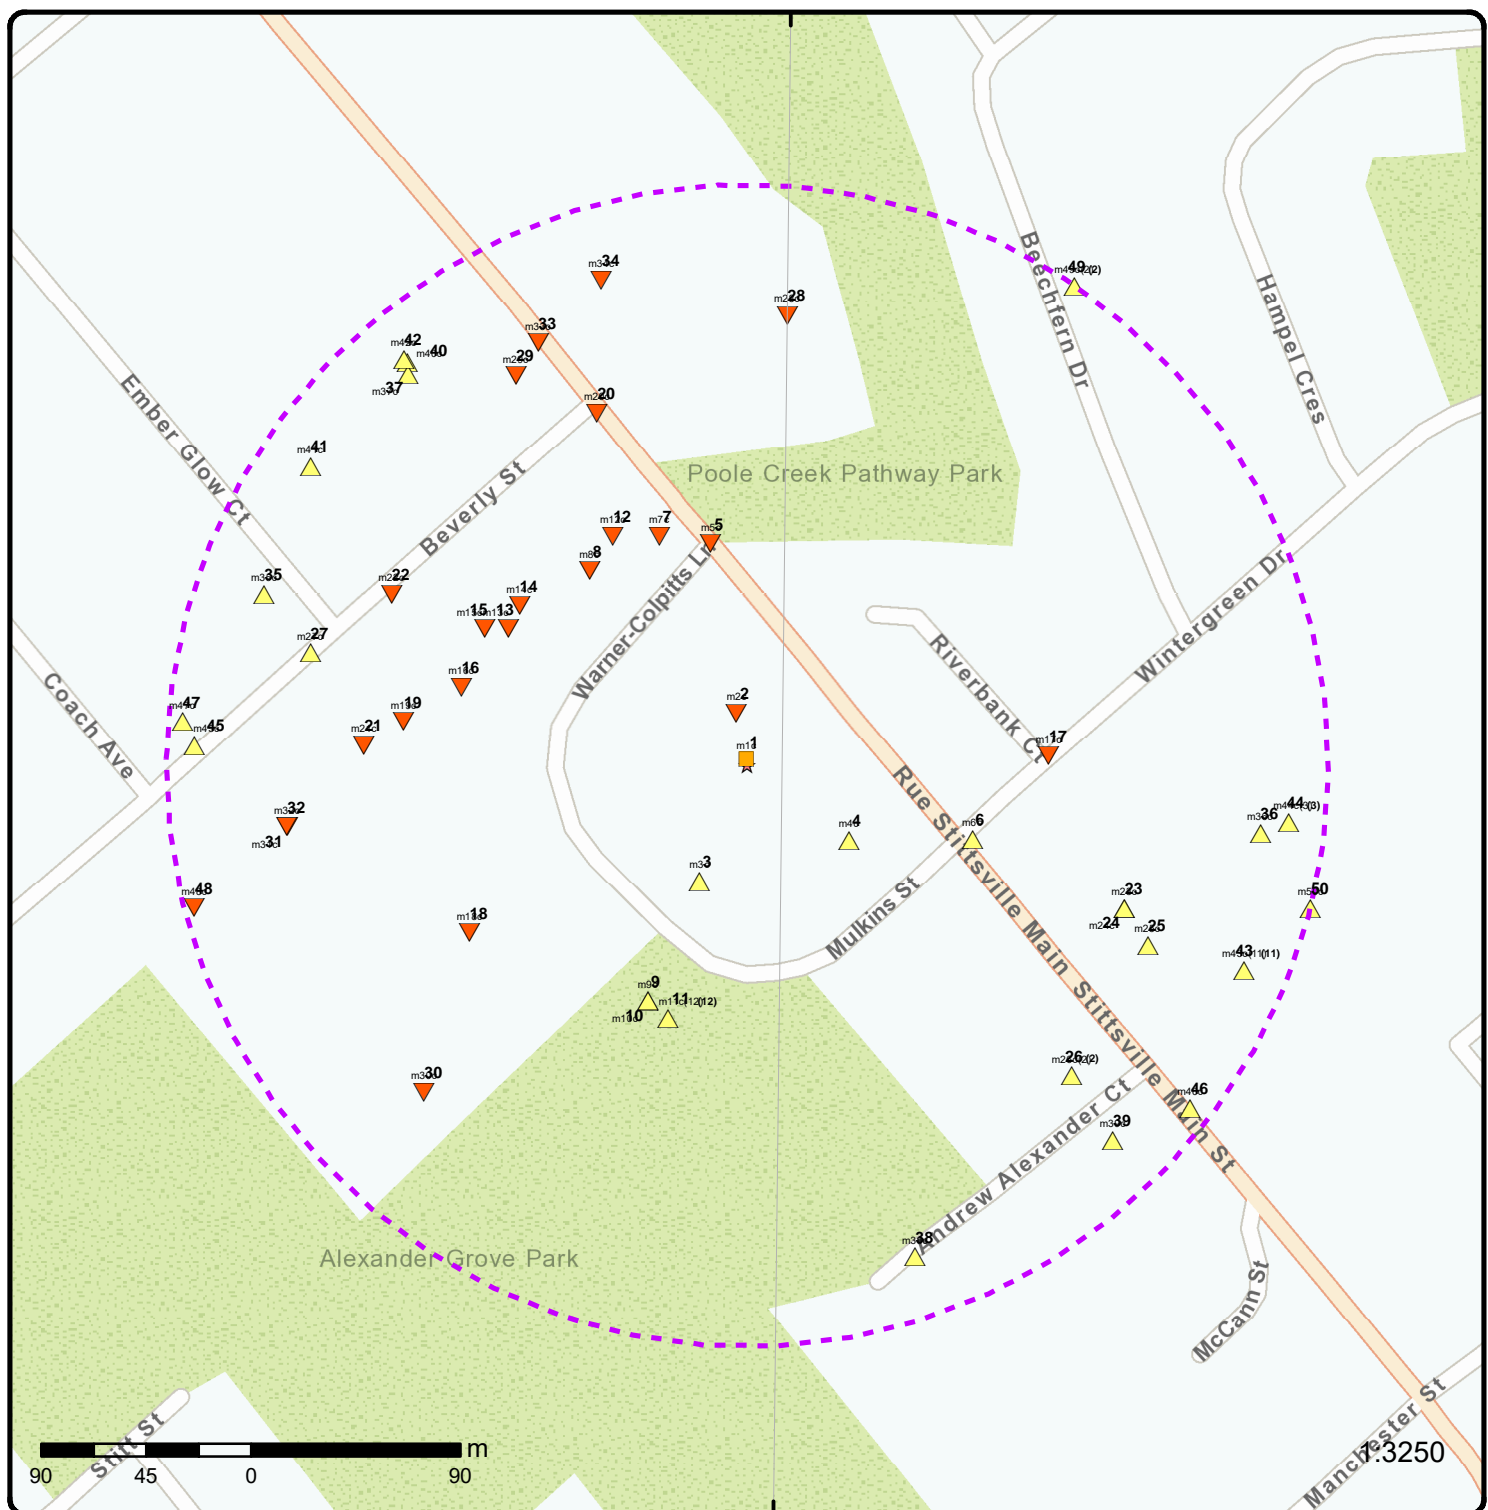 34
28
49 (2)
Beechfern Dr
Hampel Cres
33
42
40
29
37
20
Ember Glow Ct
41
Beverly St
Poole Creek Pathway Park
12
7
5
8
35
22
14
15
13
27
Warner-Colpitts Ln
Riverbank Ct
Wintergreen Dr
16
Coach Ave
47
19
2
45
21
1
17
Rue Stittsville Main Stittsville Main St
32
31
4
6
36
44 (3)
3
48
18
Mulkins St
23
24
25
50
43 (11)
9
10
11 (12)
26 (2)
30
46
39
Andrew Alexander Ct
38
Alexander Grove Park
McCann St
Manchester St
Stitt St
m
90 45 0 90
1:3250